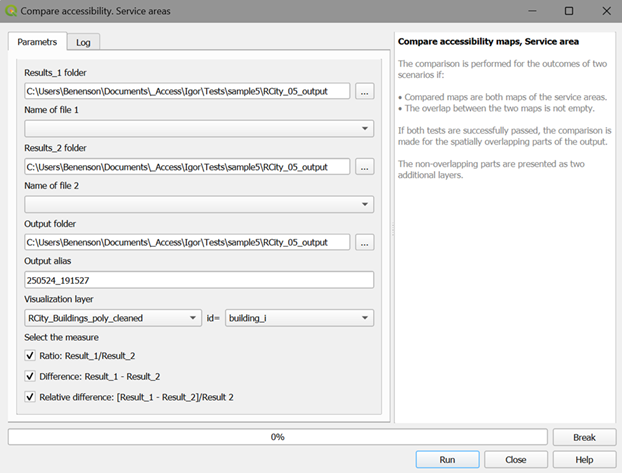 Compare accessibility. Service areas
Parametrs
Log
Results_1 folder
C:\Users\Benenson\Documents\_Access\Igor\Tests\sample5\RCity_05_output
...
Name of file 1
Results_2 folder
C:\Users\Benenson\Documents\_Access\Igor\Tests\sample5\RCity_05_output
...
Name of file 2
Output folder
C:\Users\Benenson\Documents\_Access\Igor\Tests\sample5\RCity_05_output
...
Output alias
250524_191527
Visualization layer
RCity_Buildings_poly_cleaned
id=
building_i
Select the measure
Ratio: Result_1/Result_2
Difference: Result_1 - Result_2
Relative difference: [Result_1 - Result_2]/Result 2
Compare accessibility maps, Service area
The comparison is performed for the outcomes of two
scenarios if:
• Compared maps are both maps of the service areas.
• The overlap between the two maps is not empty.
If both tests are successfully passed, the comparison is
made for the spatially overlapping parts of the output.
The non-overlapping parts are presented as two
additional layers.
0%
Break
Run
Close
Help